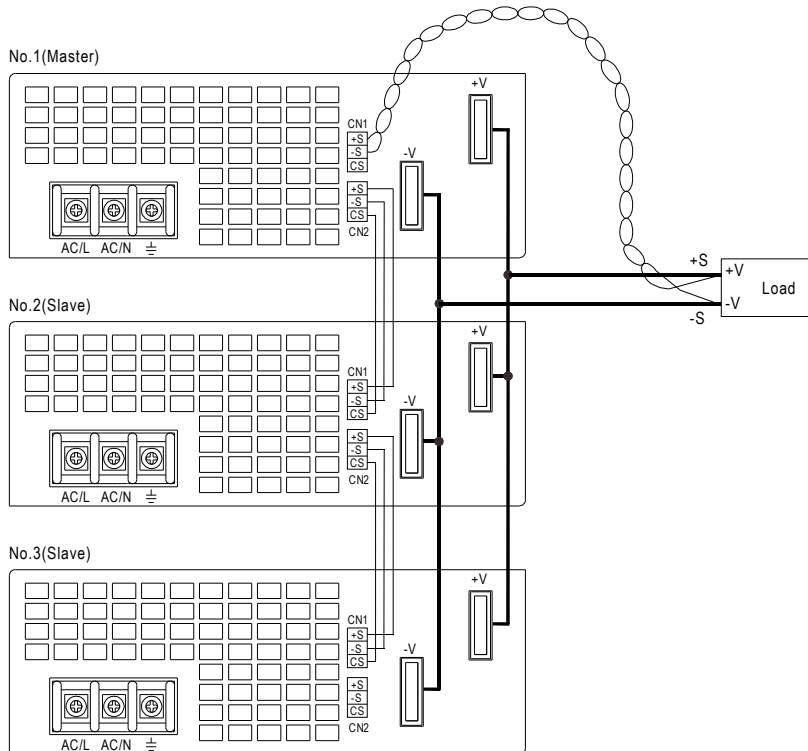 No.1(Master)
+V
CN1
+S
-S
CS
-V
+S
-S
CS
CN2
AC/L AC/N
+S
+V
Load
-V
-S
No.2(Slave)
+V
CN1
+S
-S
CS
-V
+S
-S
CS
CN2
AC/L AC/N
No.3(Slave)
+V
CN1
+S
-S
CS
-V
+S
-S
CS
CN2
AC/L AC/N